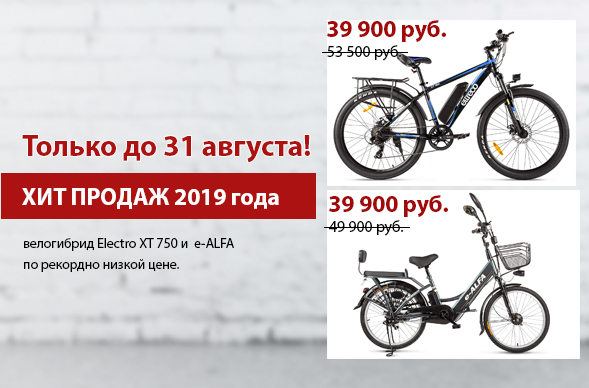 39 900 руб.
53 500 руб.
eltreco
Только до 31 августа!
ХИТ ПРОДАЖ 2019 года
39 900 руб.
49 900 руб.
велогибрид Electro XT 750 и e-ALFA
по рекордно низкой цене.
e-ALFA